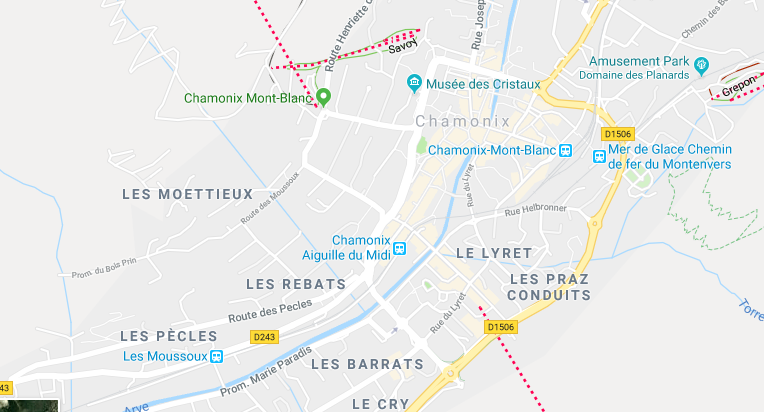 Route Henriette d
Savoy
Rue Josep
Chemin des Bo
Amusement Park
Domaine des Planards
Grepon
Chamonix Mont-Blanc
Musée des Cristaux
Chamonix
D1506
Chamonix-Mont-Blanc
Mer de Glace Chemin
de fer du Montenvers
Rue du Lyret
LES MOETTIEUX
Route des Moussoux
Rue Helbronner
Prom. du Bois Prin
Chamonix
Aiguille du Midi
LE LYRET
LES REBATS
LES PRAZ
CONDUITS
Route des Pecles
Rue du Lyret
Torre
D1506
LES PÈCLES
D243
Les Moussoux
LES BARRATS
Prom. Marie Paradis
43
Arve
LE CRY